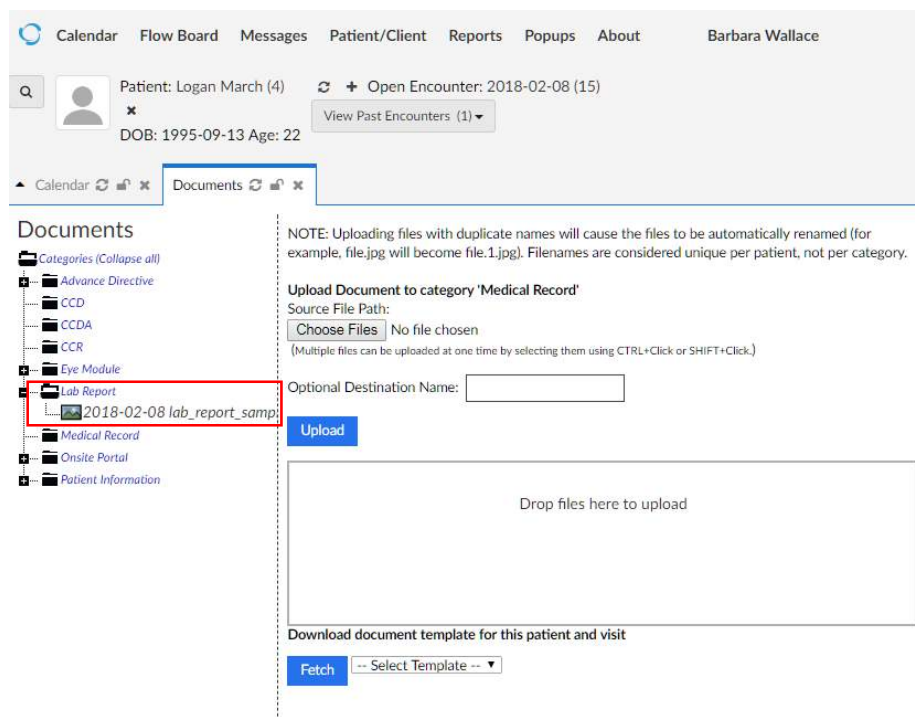 Calendar Flow Board Messages Patient/Client Reports Popups About Barbara Wallace
Patient: Logan March (4)
Open Encounter: 2018-02-08 (15)
View Past Encounters (1)
DOB: 1995-09-13 Age: 22
Calendar
Documents
Documents
Categories (Collapse all)
Advance Directive
CCD
CCDA
CCR
Eye Module
Lab Report
2018-02-08 lab_report_samp
Medical Record
Onsite Portal
Patient Information
NOTE: Uploading files with duplicate names will cause the files to be automatically renamed (for
example, file.jpg will become file.1.jpg). Filenames are considered unique per patient, not per category.
Upload Document to category 'Medical Record'
Source File Path:
Choose Files No file chosen
(Multiple files can be uploaded at one time by selecting them using CTRL+Click or SHIFT+Click.)
Optional Destination Name:
Upload
Drop files here to upload
Download document template for this patient and visit
Fetch -- Select Template --